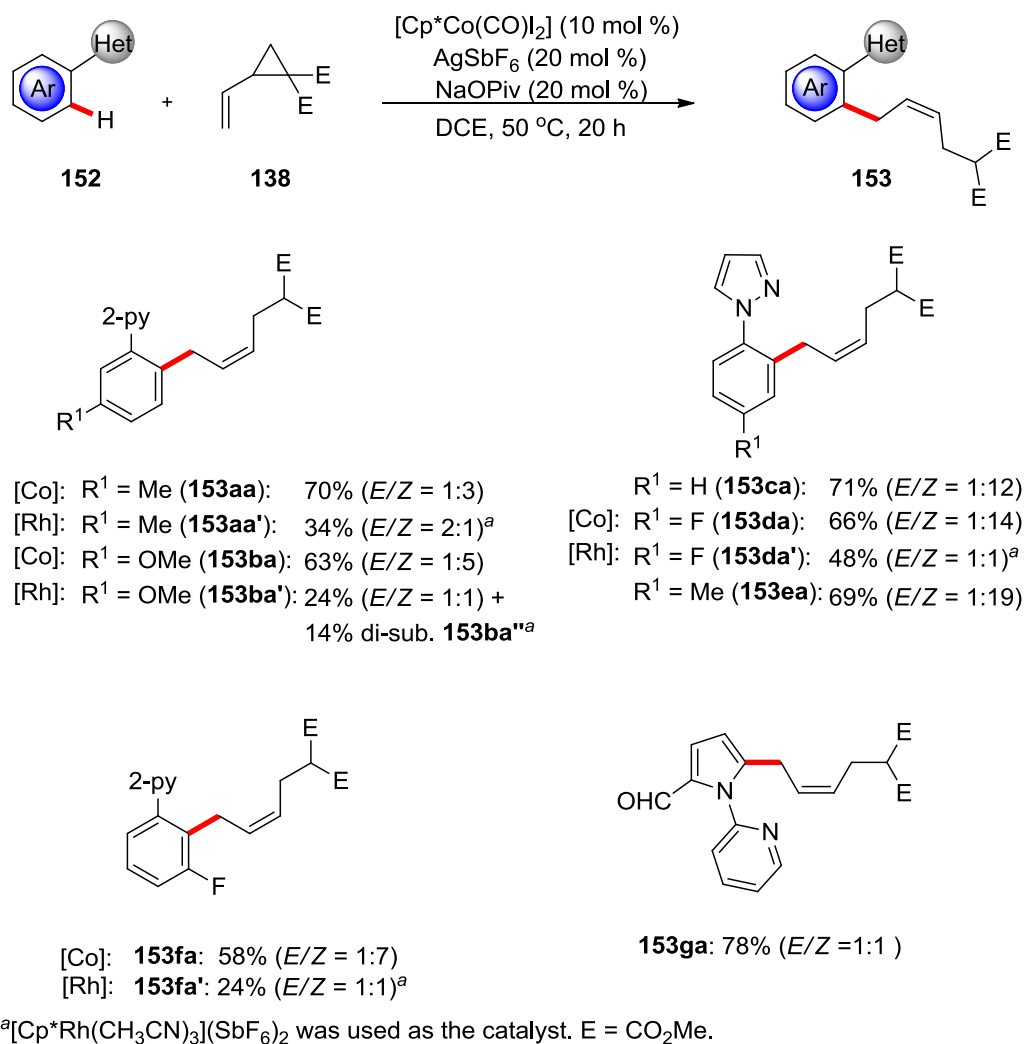 [Cp*Co(CO)I2] (10 mol %)
AgSbF6 (20 mol %)
NaOPiv (20 mol %)
DCE, 50 °C, 20 h
Het
Ar
H
+
E
E
Het
Ar
E
E
152
138
153
E
E
2-py
R1
N
N
E
E
R1
[Co]: R1 = Me (153aa): 70% (E/Z = 1:3)
[Rh]: R1 = Me (153aa'): 34% (E/Z = 2:1)a
[Co]: R1 = OMe (153ba): 63% (E/Z = 1:5)
[Rh]: R1 = OMe (153ba'): 24% (E/Z = 1:1) +
14% di-sub. 153ba''a
R1 = H (153ca): 71% (E/Z = 1:12)
[Co]: R1 = F (153da): 66% (E/Z = 1:14)
[Rh]: R1 = F (153da'): 48% (E/Z = 1:1)a
R1 = Me (153ea): 69% (E/Z = 1:19)
E
E
2-py
F
E
E
OHC
N
N
[Co]: 153fa: 58% (E/Z = 1:7)
[Rh]: 153fa': 24% (E/Z = 1:1)a
153ga: 78% (E/Z =1:1 )
a[Cp*Rh(CH3CN)3](SbF6)2 was used as the catalyst. E = CO2Me.